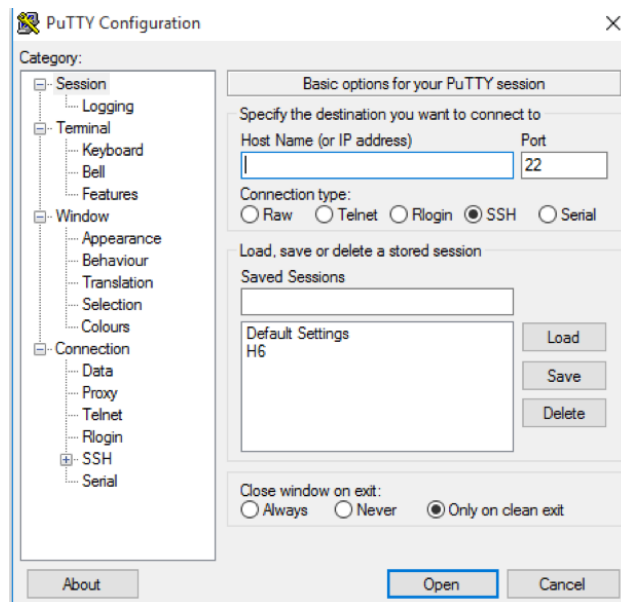 PuTTY Configuration
Category:
Session
Logging
Terminal
Keyboard
Bell
Features
Window
Appearance
Behaviour
Translation
Selection
Colours
Connection
Data
Proxy
Telnet
Rlogin
SSH
Serial
Basic options for your PuTTY session
Specify the destination you want to connect to
Host Name (or IP address) Port
22
Connection type:
Raw Telnet Rlogin SSH Serial
Load, save or delete a stored session
Saved Sessions
Default Settings
H6
Load
Save
Delete
Close window on exit:
Always Never Only on clean exit
About Open Cancel